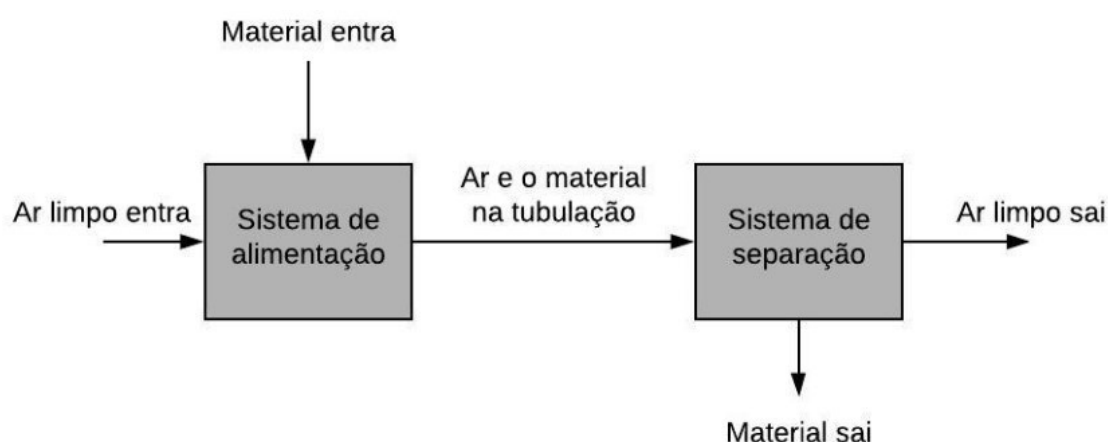 Material entra
Ar limpo entra
Sistema de
alimentação
Ar e o material
na tubulação
Sistema de
separação
Ar limpo sai
Material sai